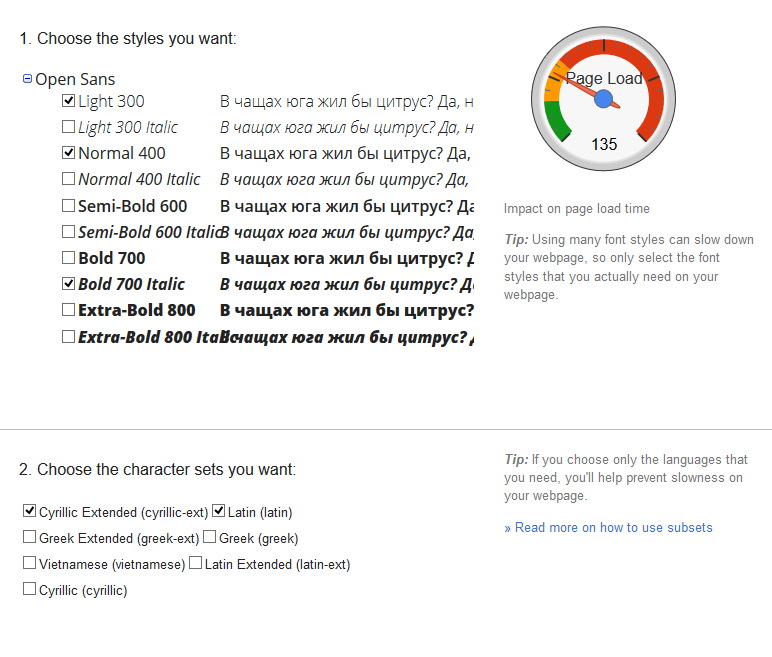 1. Choose the styles you want:
Open Sans
Light 300 В чащах юга жил бы цитрус? Да, н
Light 300 Italic В чащах юга жил бы цитрус? Да, н
Normal 400 В чащах юга жил бы цитрус? Да,
Normal 400 Italic В чащах юга жил бы цитрус? Да,
Semi-Bold 600 В чащах юга жил бы цитрус? Да
Semi-Bold 600 Italic В чащах юга жил бы цитрус? Да,
Bold 700 В чащах юга жил бы цитрус? Д
Bold 700 Italic В чащах юга жил бы цитрус? Да
Extra-Bold 800 В чащах юга жил бы цитрус?
Extra-Bold 800 Italic В чащах юга жил бы цитрус? Д
Page Load
135
Impact on page load time
Tip: Using many font styles can slow down
your webpage, so only select the font
styles that you actually need on your
webpage.
2. Choose the character sets you want:
Cyrillic Extended (cyrillic-ext) Latin (latin)
Greek Extended (greek-ext) Greek (greek)
Vietnamese (vietnamese) Latin Extended (latin-ext)
Cyrillic (cyrillic)
Tip: If you choose only the languages that
you need, you'll help prevent slowness on
your webpage.
» Read more on how to use subsets